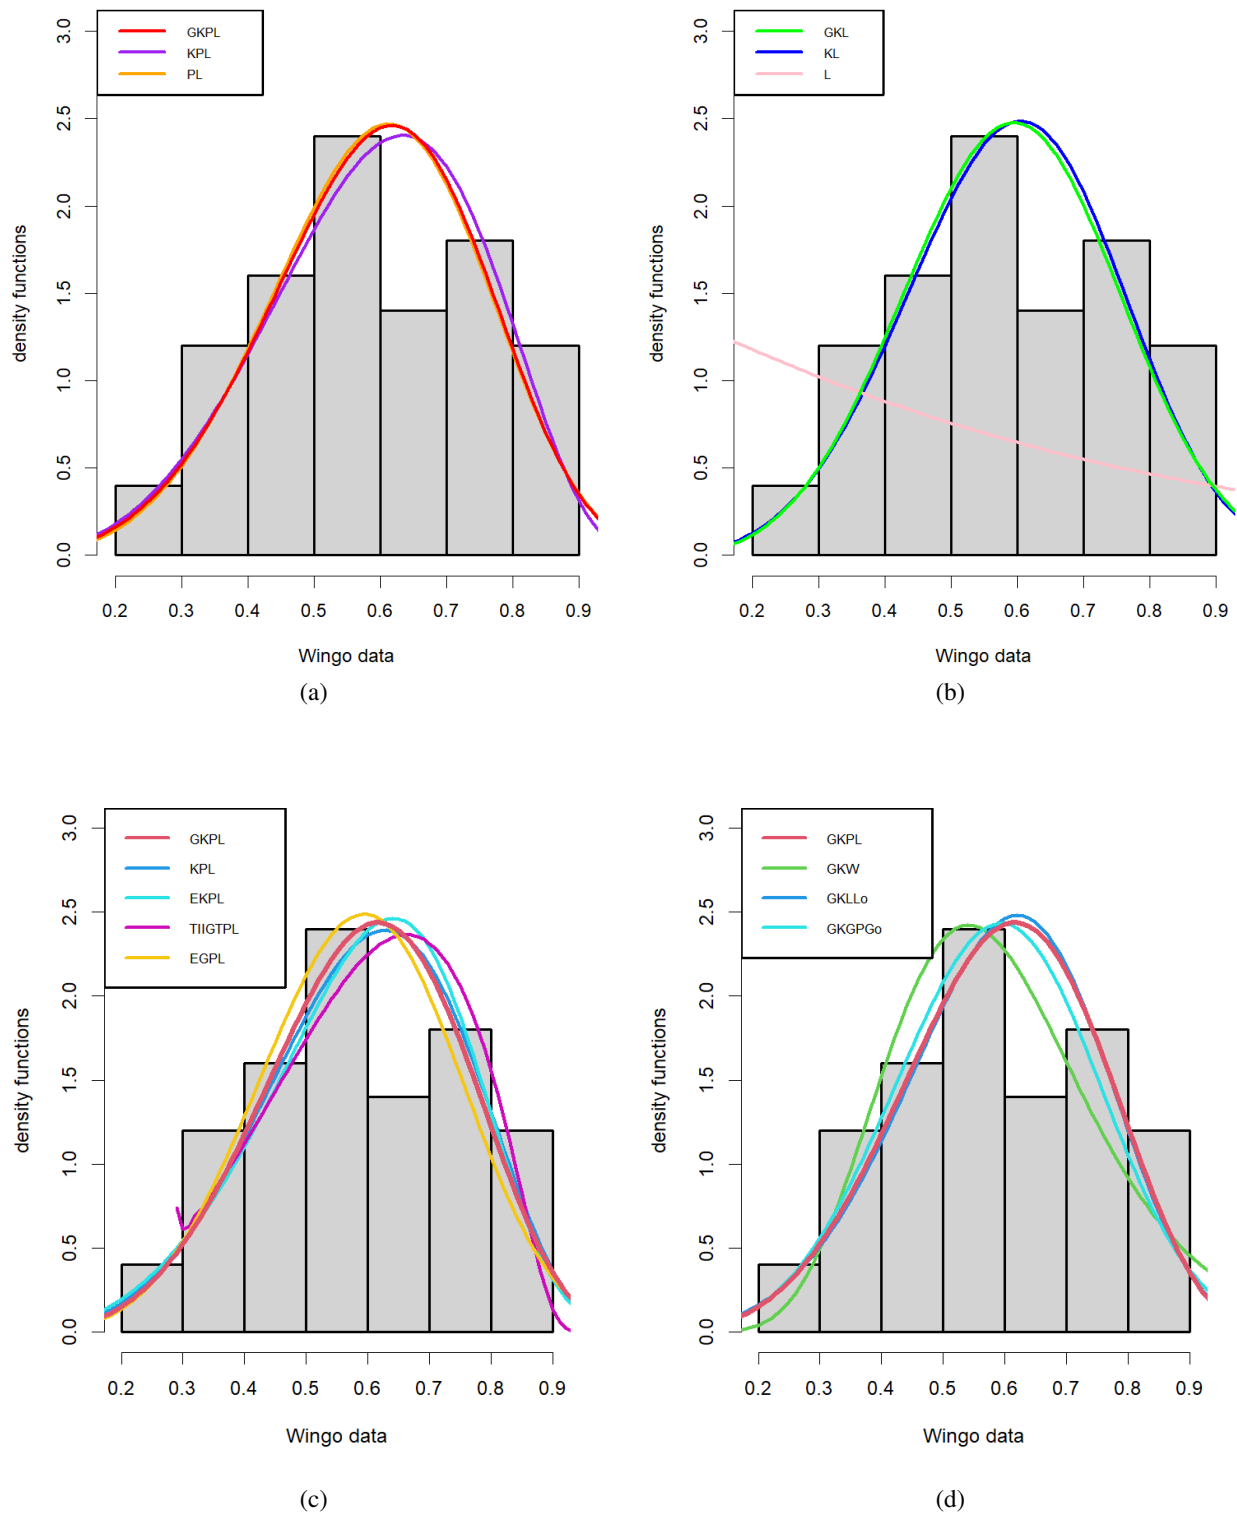 GKPL
KPL
PL
3.0
2.5
2.0
1.5
1.0
0.5
0.0
density functions
0.2 0.3 0.4 0.5 0.6 0.7 0.8 0.9
Wingo data
(a)
GKL
KL
L
3.0
2.5
2.0
1.5
1.0
0.5
0.0
density functions
0.2 0.3 0.4 0.5 0.6 0.7 0.8 0.9
Wingo data
(b)
GKPL
KPL
EKPL
TIIGTPL
EGPL
3.0
2.5
2.0
1.5
1.0
0.5
0.0
density functions
0.2 0.3 0.4 0.5 0.6 0.7 0.8 0.9
Wingo data
(c)
GKPL
GKW
GKLLo
GKGPGo
3.0
2.5
2.0
1.5
1.0
0.5
0.0
density functions
0.2 0.3 0.4 0.5 0.6 0.7 0.8 0.9
Wingo data
(d)